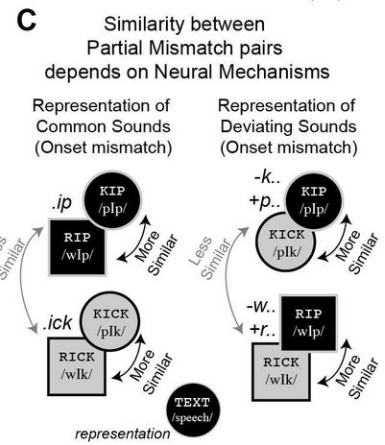 C
Similarity between
Partial Mismatch pairs
depends on Neural Mechanisms
Representation of
Common Sounds
(Onset mismatch)
.ip
KIP
/pIp/
RIP
/wIp/
More
Similar
Similar
.ick
KICK
/pIk/
RICK
/wIk/
More
Similar
Representation of
Deviating Sounds
(Onset mismatch)
-k..
+p..
KIP
/pIp/
KICK
/pIk/
More
Similar
Less
Similar
-w..
+r..
RIP
/wIp/
RICK
/wIk/
More
Similar
TEXT
/speech/
representation